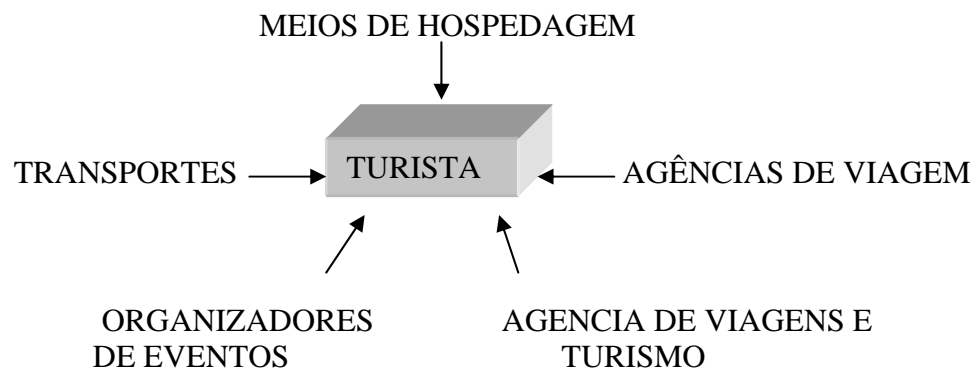 MEIOS DE HOSPEDAGEM
TRANSPORTES
TURISTA
AGÊNCIAS DE VIAGEM
ORGANIZADORES
DE EVENTOS
AGENCIA DE VIAGENS E
TURISMO